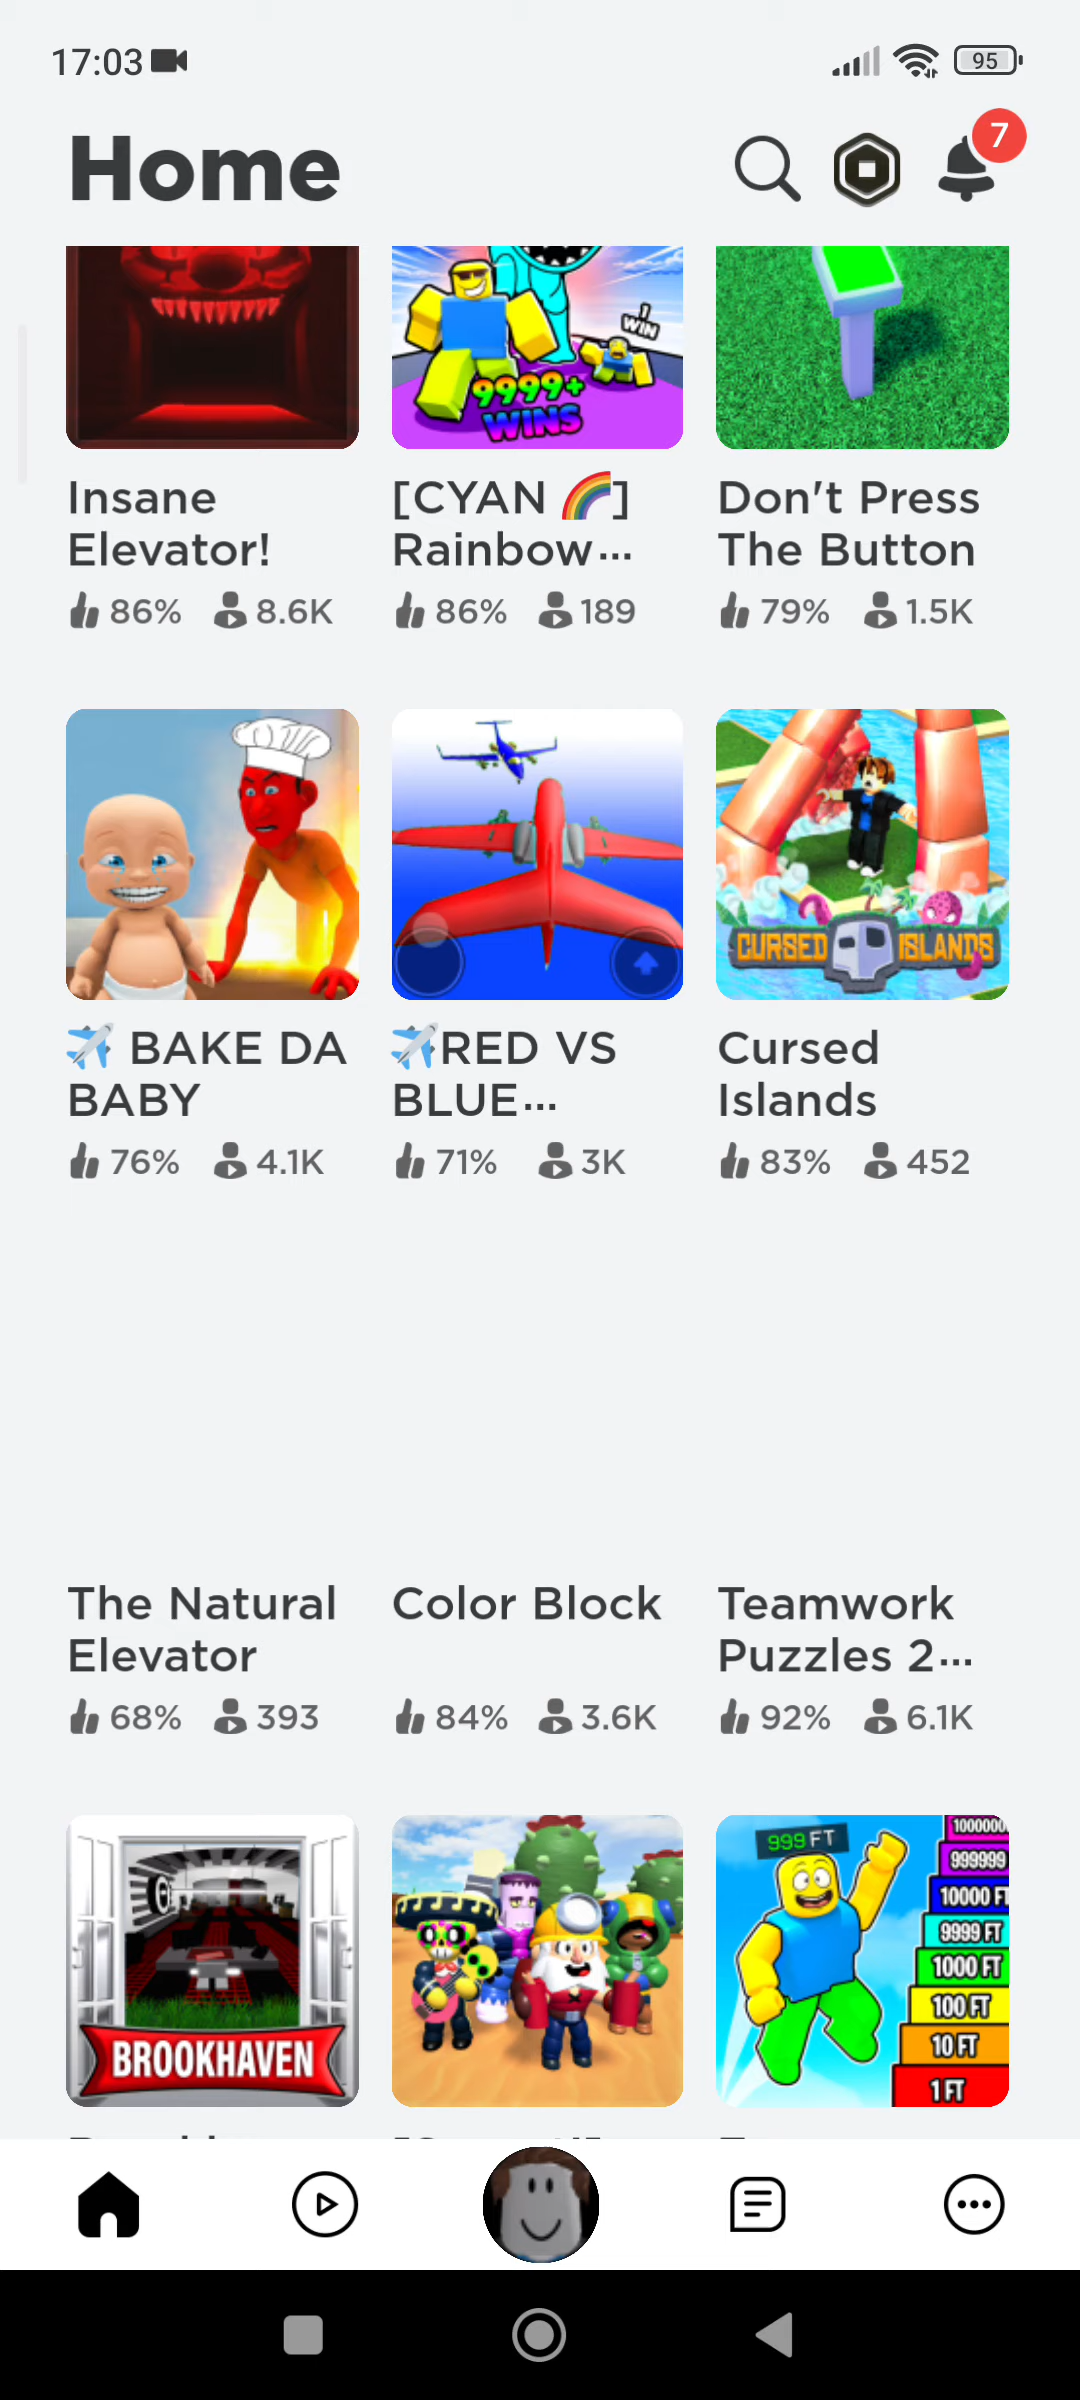 17:03
95
Home
7
1
WIN
9999+
WINS
Insane
Elevator!
86% 8.6K
[CYAN 🌈]
Rainbow...
86% 189
Don't Press
The Button
79% 1.5K
CURSED ISLANDS
✈️ BAKE DA
BABY
76% 4.1K
✈️RED VS
BLUE...
71% 3K
Cursed
Islands
83% 452
The Natural
Elevator
68% 393
Color Block
84% 3.6K
Teamwork
Puzzles 2...
92% 6.1K
BROOKHAVEN
999 FT
999999
10000 FT
9999 FT
1000 FT
100 FT
10 FT
1 FT